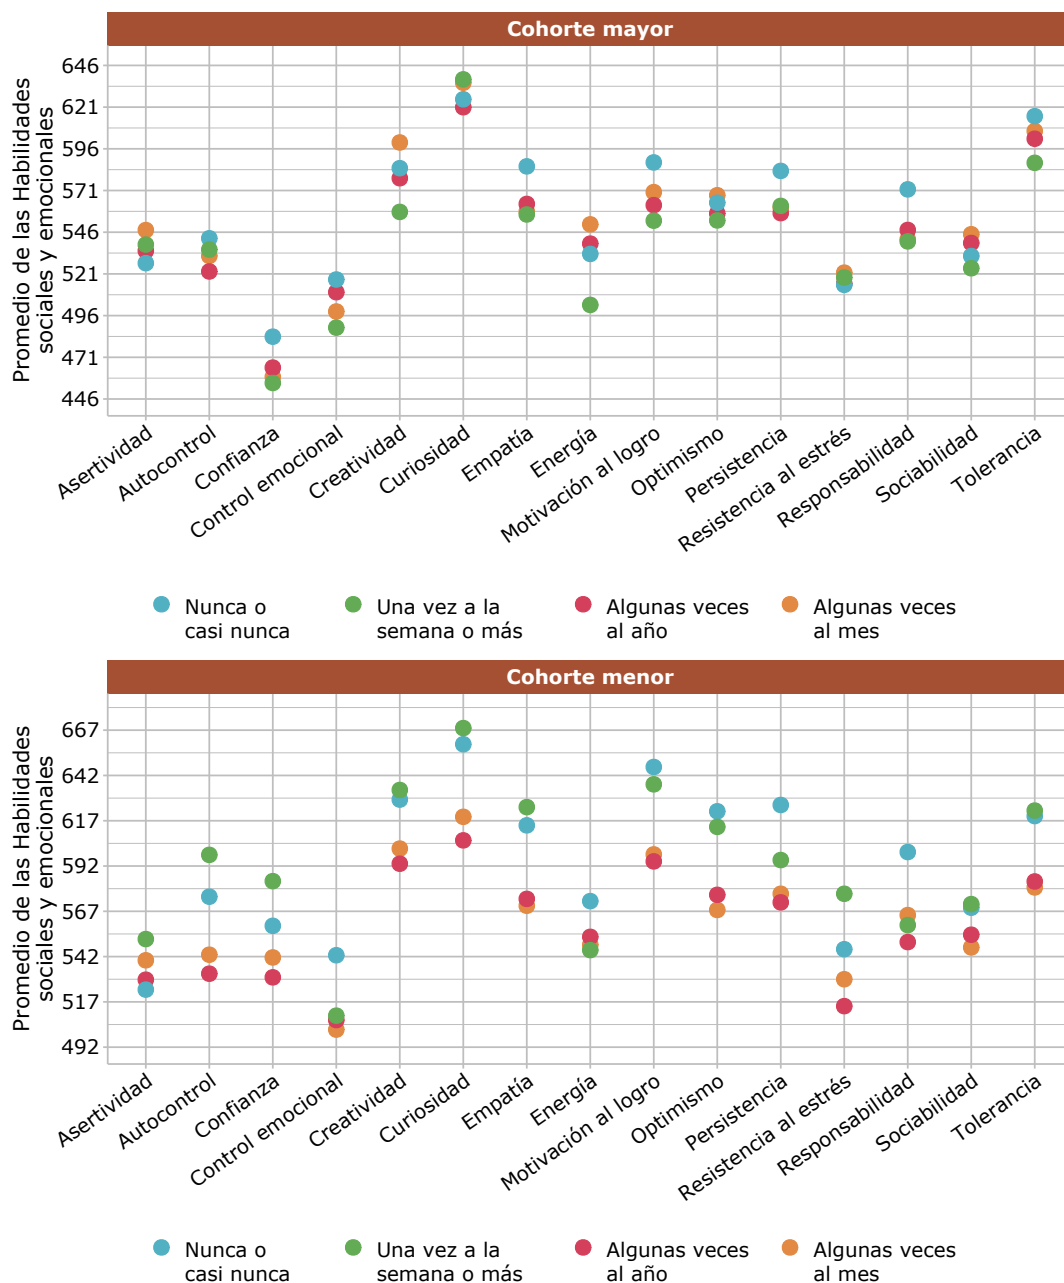 Cohorte mayor
Promedio de las Habilidades
sociales y emocionales
646
621
596
571
546
521
496
471
446
Asertividad
Autocontrol
Confianza
Control emocional
Creatividad
Curiosidad
Empatía
Energía
Motivación al logro
Optimismo
Persistencia
Resistencia al estrés
Responsabilidad
Sociabilidad
Tolerancia
Nunca o
casi nunca
Una vez a la
semana o más
Algunas veces
al año
Algunas veces
al mes
Cohorte menor
Promedio de las Habilidades
sociales y emocionales
667
642
617
592
567
542
517
492
Asertividad
Autocontrol
Confianza
Control emocional
Creatividad
Curiosidad
Empatía
Energía
Motivación al logro
Optimismo
Persistencia
Resistencia al estrés
Responsabilidad
Sociabilidad
Tolerancia
Nunca o
casi nunca
Una vez a la
semana o más
Algunas veces
al año
Algunas veces
al mes